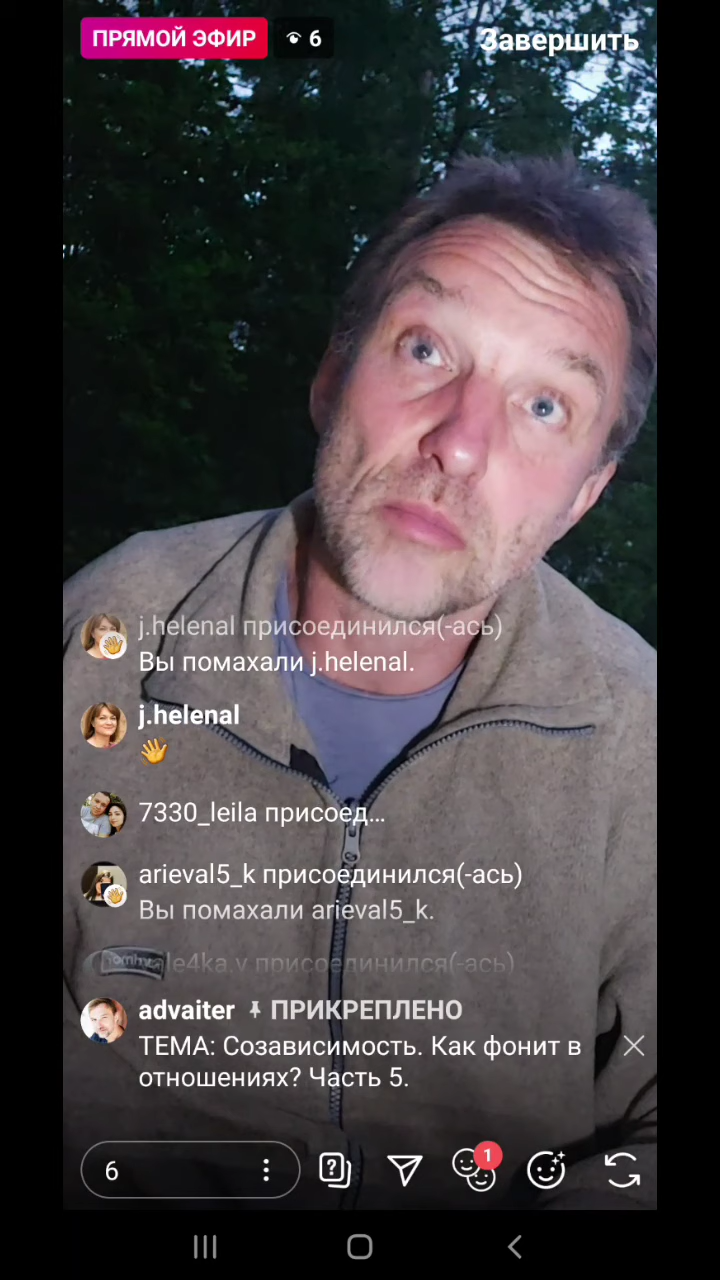 ПРЯМОЙ ЭФИР
6
Завершить
j.helenal присоединился(-ась)
Вы помахали j.helenal.
j.helenal
7330_leila присоед...
arieval5_k присоединился(-ась)
Вы помахали arieval5_k.
le4ka.v присоединился(-ась)
advaiter ПРИКРЕПЛЕНО
ТЕМА: Созависимость. Как фонит в
отношениях? Часть 5.
6
1